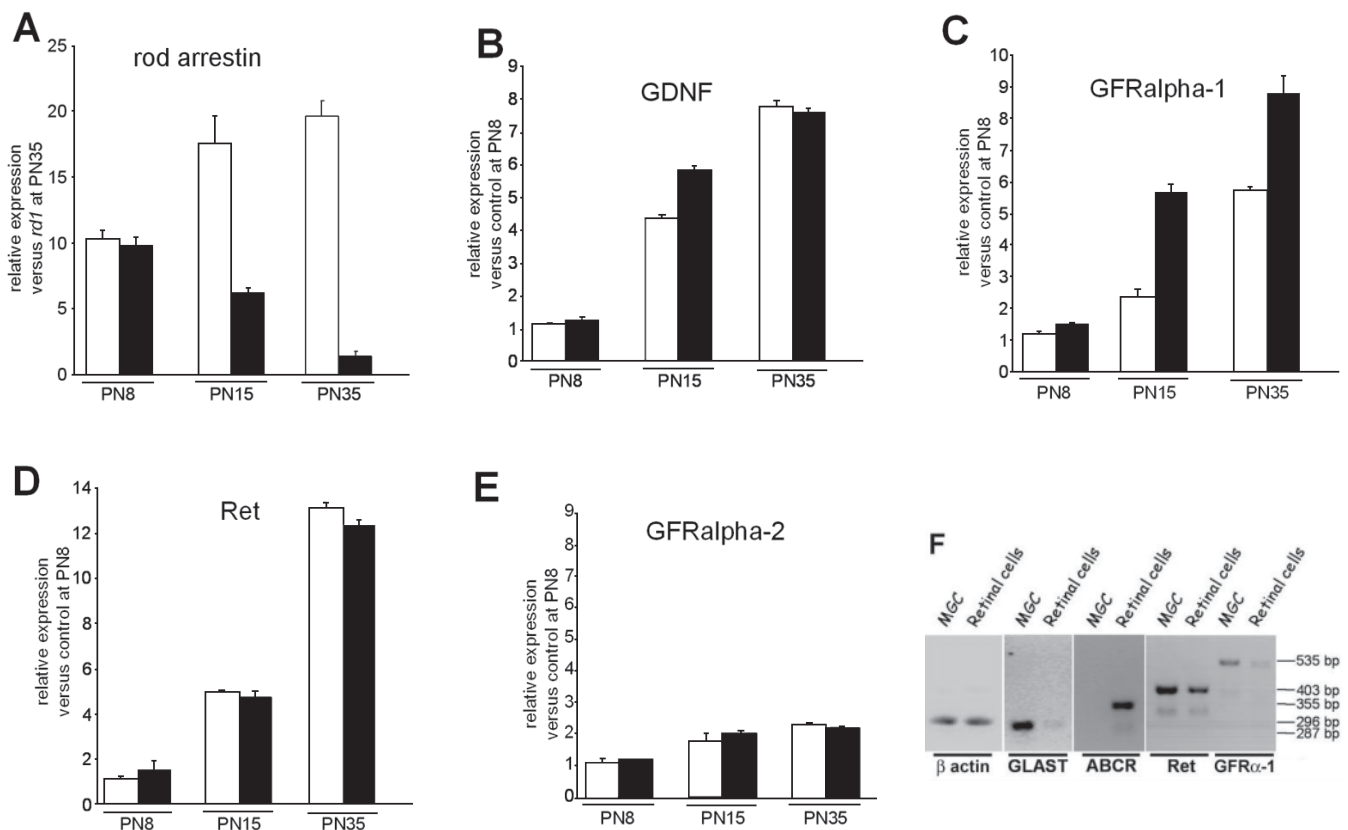 A
rod arrestin
relative expression
versus rd1 at PN35
25
20
15
10
5
0
PN8 PN15 PN35
B
GDNF
relative expression
versus control at PN8
9
8
7
6
5
4
3
2
1
0
PN8 PN15 PN35
C
GFRalpha-1
relative expression
versus control at PN8
10
9
8
7
6
5
4
3
2
1
0
PN8 PN15 PN35
D
Ret
relative expression
versus control at PN8
14
12
10
8
6
4
2
0
PN8 PN15 PN35
E
GFRalpha-2
relative expression
versus control at PN8
9
8
7
6
5
4
3
2
1
0
PN8 PN15 PN35
F
MGC Retinal cells MGC Retinal cells MGC Retinal cells MGC Retinal cells MGC Retinal cells
535 bp
403 bp
355 bp
296 bp
287 bp
β actin GLAST ABCR Ret GFRα-1